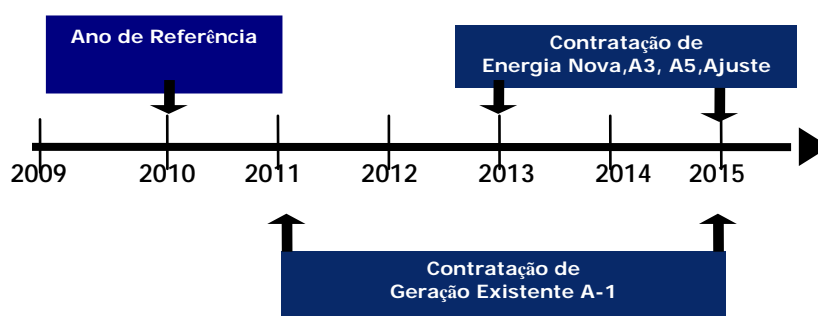 Ano de Referência
Contratação de
Energia Nova,A3, A5,Ajuste
2009 2010 2011 2012 2013 2014 2015
Contratação de
Geração Existente A-1